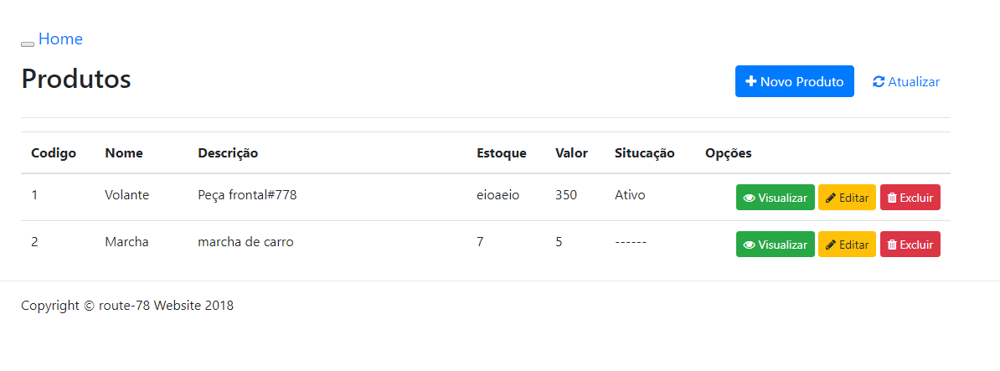 Home
Produtos
Novo Produto Atualizar
Codigo Nome Descrição Estoque Valor Situcação Opções
1 Volante Peça frontal#778 eioaeio 350 Ativo Visualizar Editar Excluir
2 Marcha marcha de carro 7 5 ------ Visualizar Editar Excluir
Copyright © route-78 Website 2018